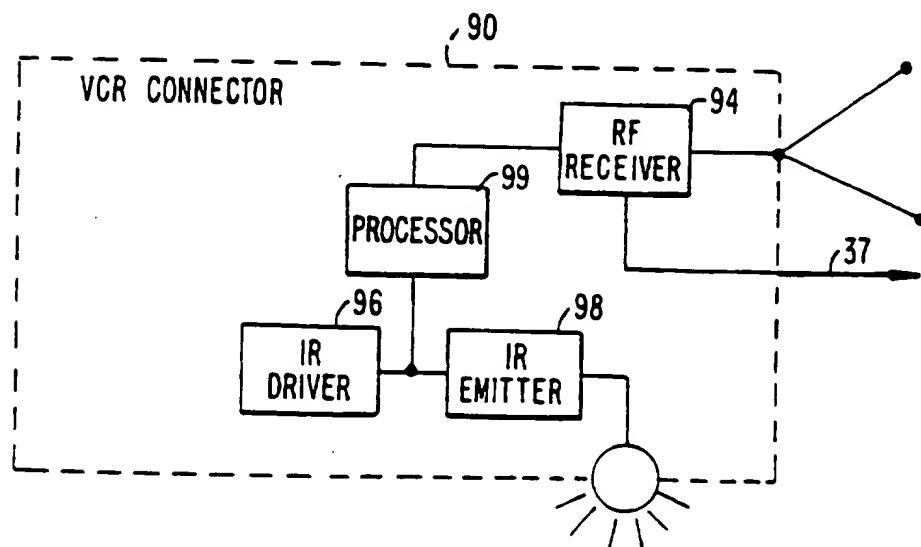 90
VCR CONNECTOR
94
RF
RECEIVER
99
PROCESSOR
37
96
IR
DRIVER
98
IR
EMITTER